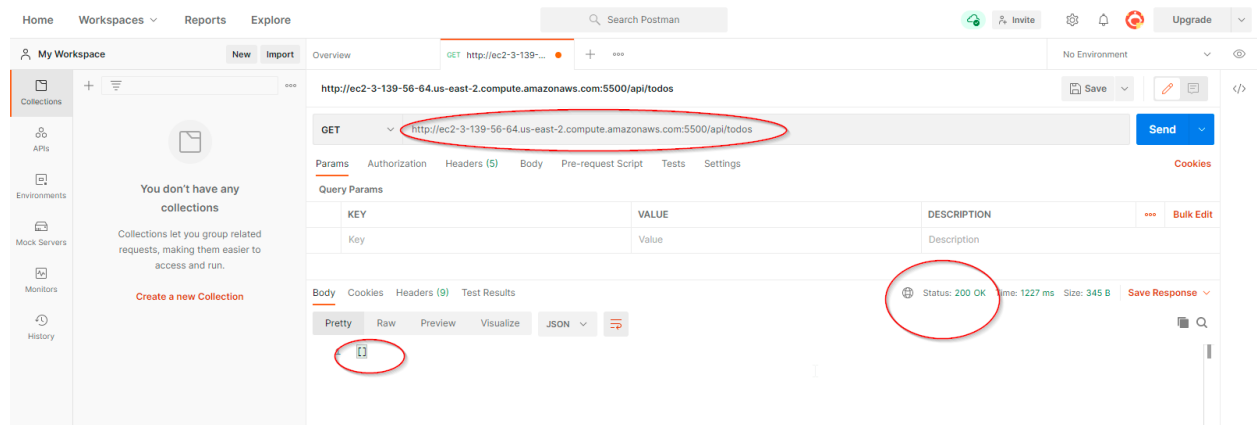 Home Workspaces Reports Explore Search Postman Invite Upgrade
My Workspace New Import Overview GET http://ec2-3-139-... No Environment
Collections
APIs
Environments
Mock Servers
Monitors
History
You don't have any
collections
Collections let you group related
requests, making them easier to
access and run.
Create a new Collection
http://ec2-3-139-56-64.us-east-2.compute.amazonaws.com:5500/api/todos Save
GET http://ec2-3-139-56-64.us-east-2.compute.amazonaws.com:5500/api/todos Send
Params Authorization Headers (5) Body Pre-request Script Tests Settings Cookies
Query Params
KEY VALUE DESCRIPTION Bulk Edit
Key Value Description
Body Cookies Headers (9) Test Results Status: 200 OK Time: 1227 ms Size: 345 B Save Response
Pretty Raw Preview Visualize JSON
[]